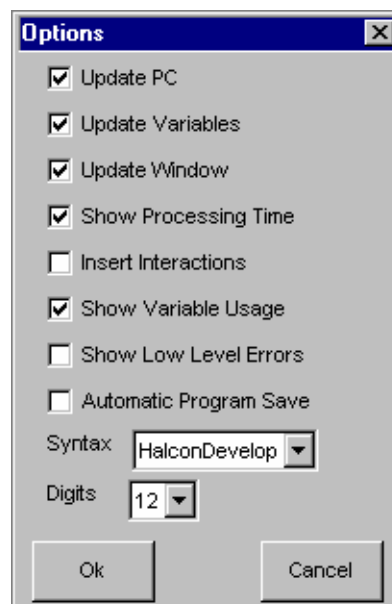 Options
Update PC
Update Variables
Update Window
Show Processing Time
Insert Interactions
Show Variable Usage
Show Low Level Errors
Automatic Program Save
Syntax HalconDevelop
Digits 12
Ok Cancel